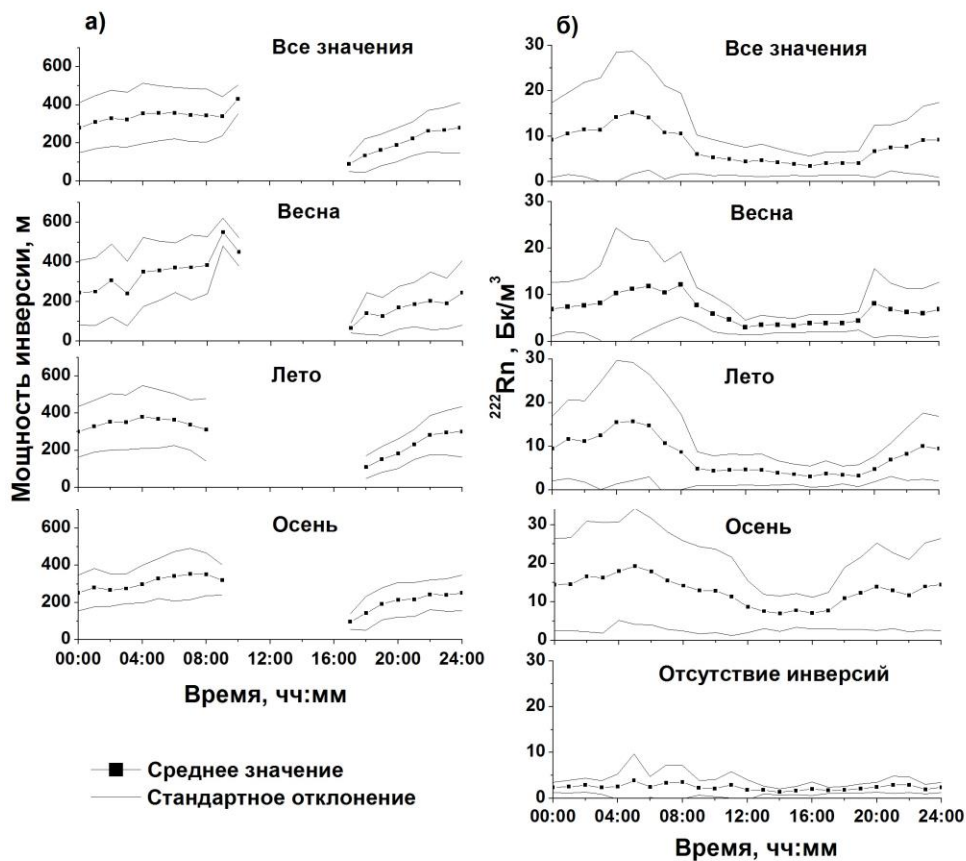 а)
Все значения
600
400
200
0
Весна
600
400
200
0
Лето
600
400
200
0
Осень
600
400
200
0
00:00 04:00 08:00 12:00 16:00 20:00 24:00
Время, чч:мм
Мощность инверсии, м
Среднее значение
Стандартное отклонение
б)
Все значения
30
20
10
0
Весна
30
20
10
0
Лето
30
20
10
0
Осень
30
20
10
0
Отсутствие инверсий
30
20
10
0
00:00 04:00 08:00 12:00 16:00 20:00 24:00
Время, чч:мм
²²²Rn , Бк/м³